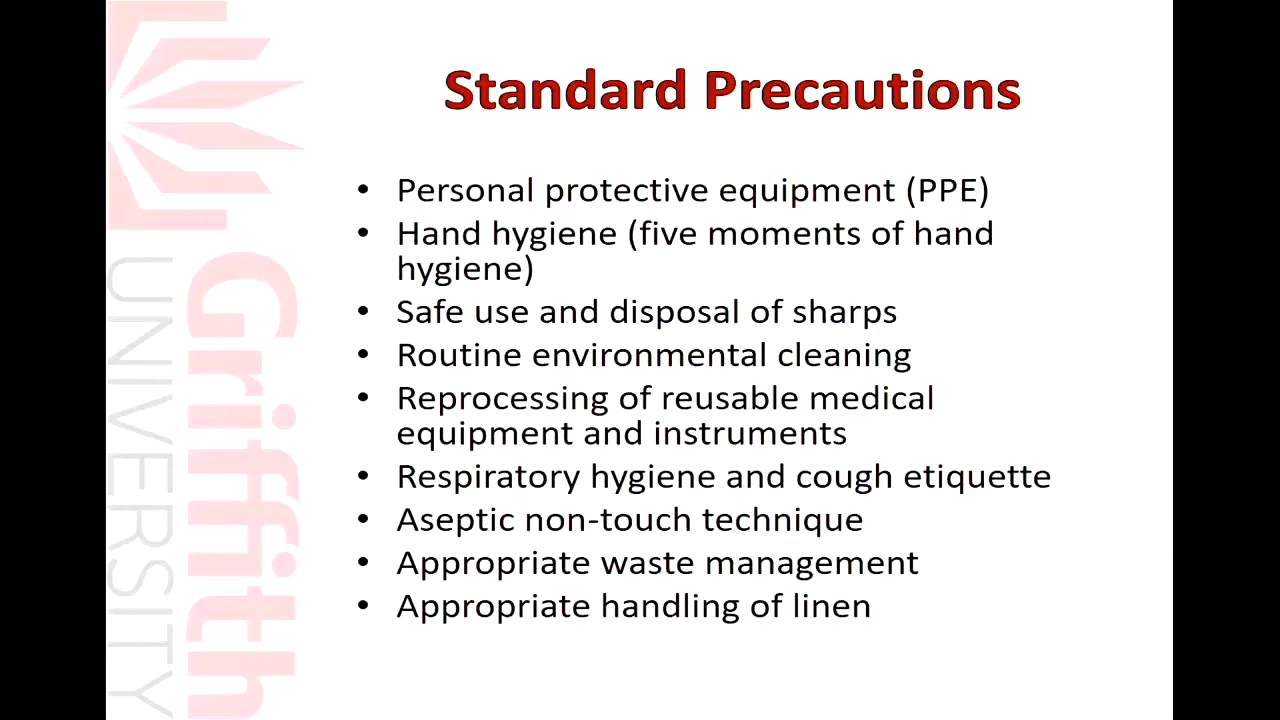 Standard Precautions
• Personal protective equipment (PPE)
• Hand hygiene (five moments of hand
hygiene)
• Safe use and disposal of sharps
• Routine environmental cleaning
• Reprocessing of reusable medical
equipment and instruments
• Respiratory hygiene and cough etiquette
• Aseptic non-touch technique
• Appropriate waste management
• Appropriate handling of linen
Griffith
UNIVERSITY